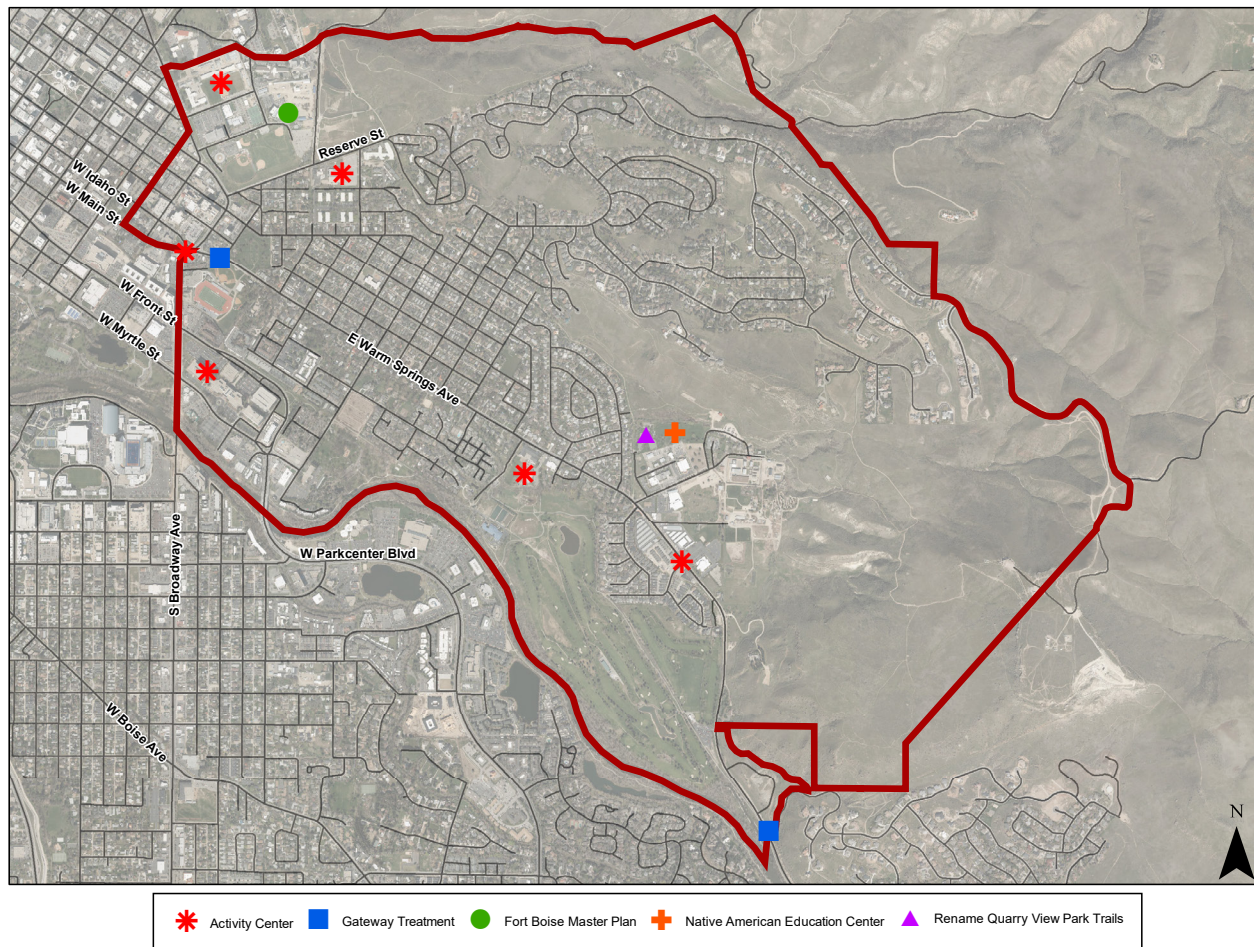 Reserve St
W Idaho St
W Main St
W Front St
W Myrtle St
E Warm Springs Ave
W Parkcenter Blvd
S Broadway Ave
W Boise Ave
N
Activity Center
Gateway Treatment
Fort Boise Master Plan
Native American Education Center
Rename Quarry View Park Trails